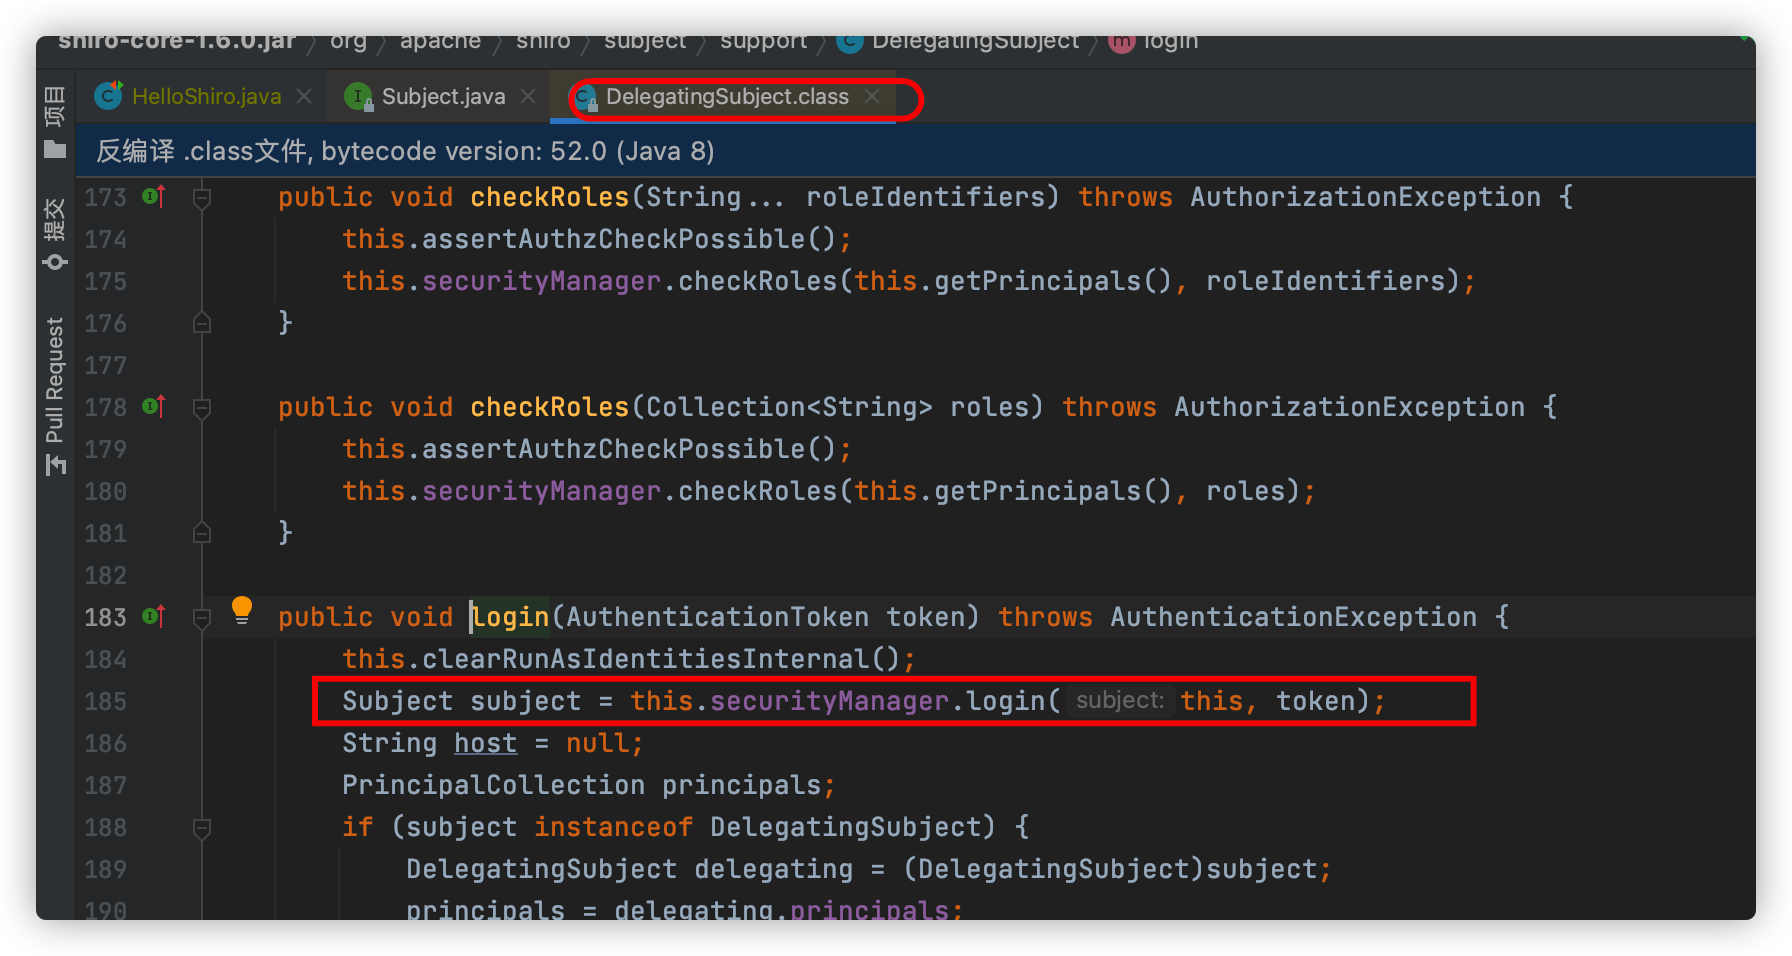 shiro-core-1.6.0.jar org apache shiro subject support C DelegatingSubject m login
C HelloShiro.java I Subject.java C DelegatingSubject.class
反编译 .class文件, bytecode version: 52.0 (Java 8)
项目
提交
Pull Request
173 public void checkRoles(String... roleIdentifiers) throws AuthorizationException {
174 this.assertAuthzCheckPossible();
175 this.securityManager.checkRoles(this.getPrincipals(), roleIdentifiers);
176 }
177
178 public void checkRoles(Collection<String> roles) throws AuthorizationException {
179 this.assertAuthzCheckPossible();
180 this.securityManager.checkRoles(this.getPrincipals(), roles);
181 }
182
183 public void login(AuthenticationToken token) throws AuthenticationException {
184 this.clearRunAsIdentitiesInternal();
185 Subject subject = this.securityManager.login( subject: this, token);
186 String host = null;
187 PrincipalCollection principals;
188 if (subject instanceof DelegatingSubject) {
189 DelegatingSubject delegating = (DelegatingSubject)subject;
190 principals = delegating.principals;